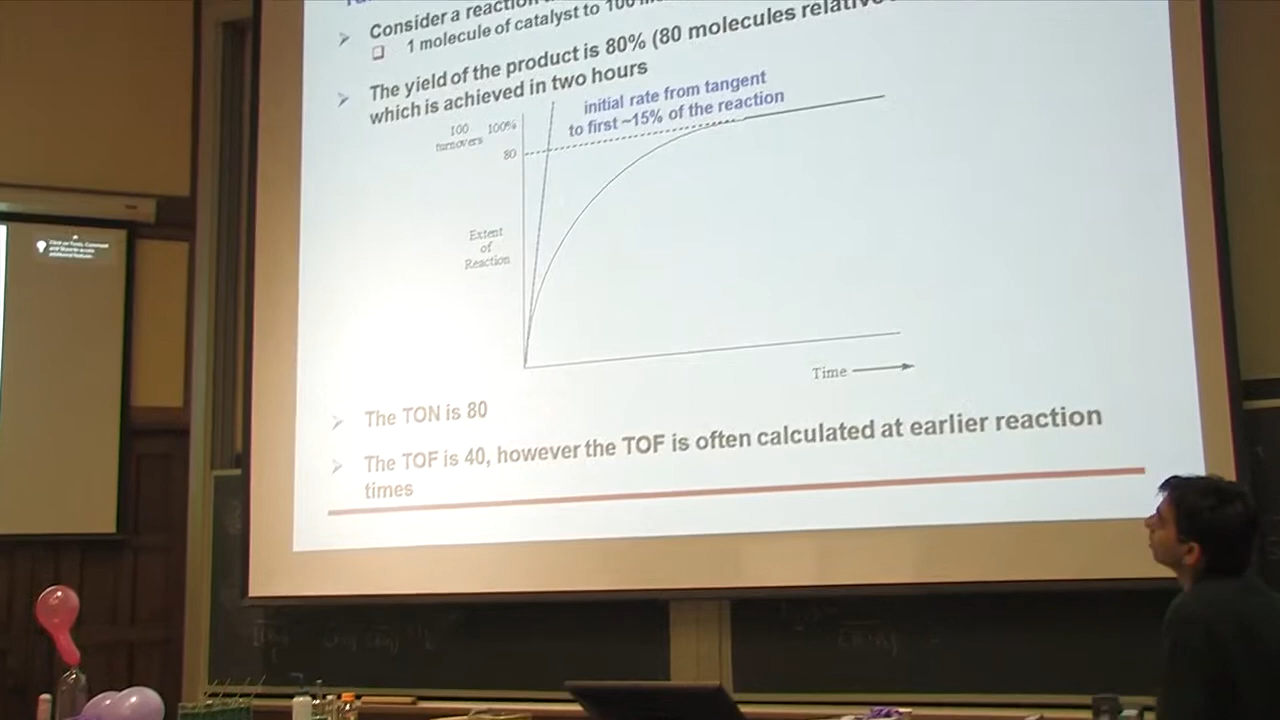 Consider a reaction
1 molecule of catalyst to 100
The yield of the product is 80% (80 molecules relative
which is achieved in two hours
initial rate from tangent
to first ~15% of the reaction
100 100%
turnovers
80
Extent
of
Reaction
Time
The TON is 80
The TOF is 40, however the TOF is often calculated at earlier reaction
times